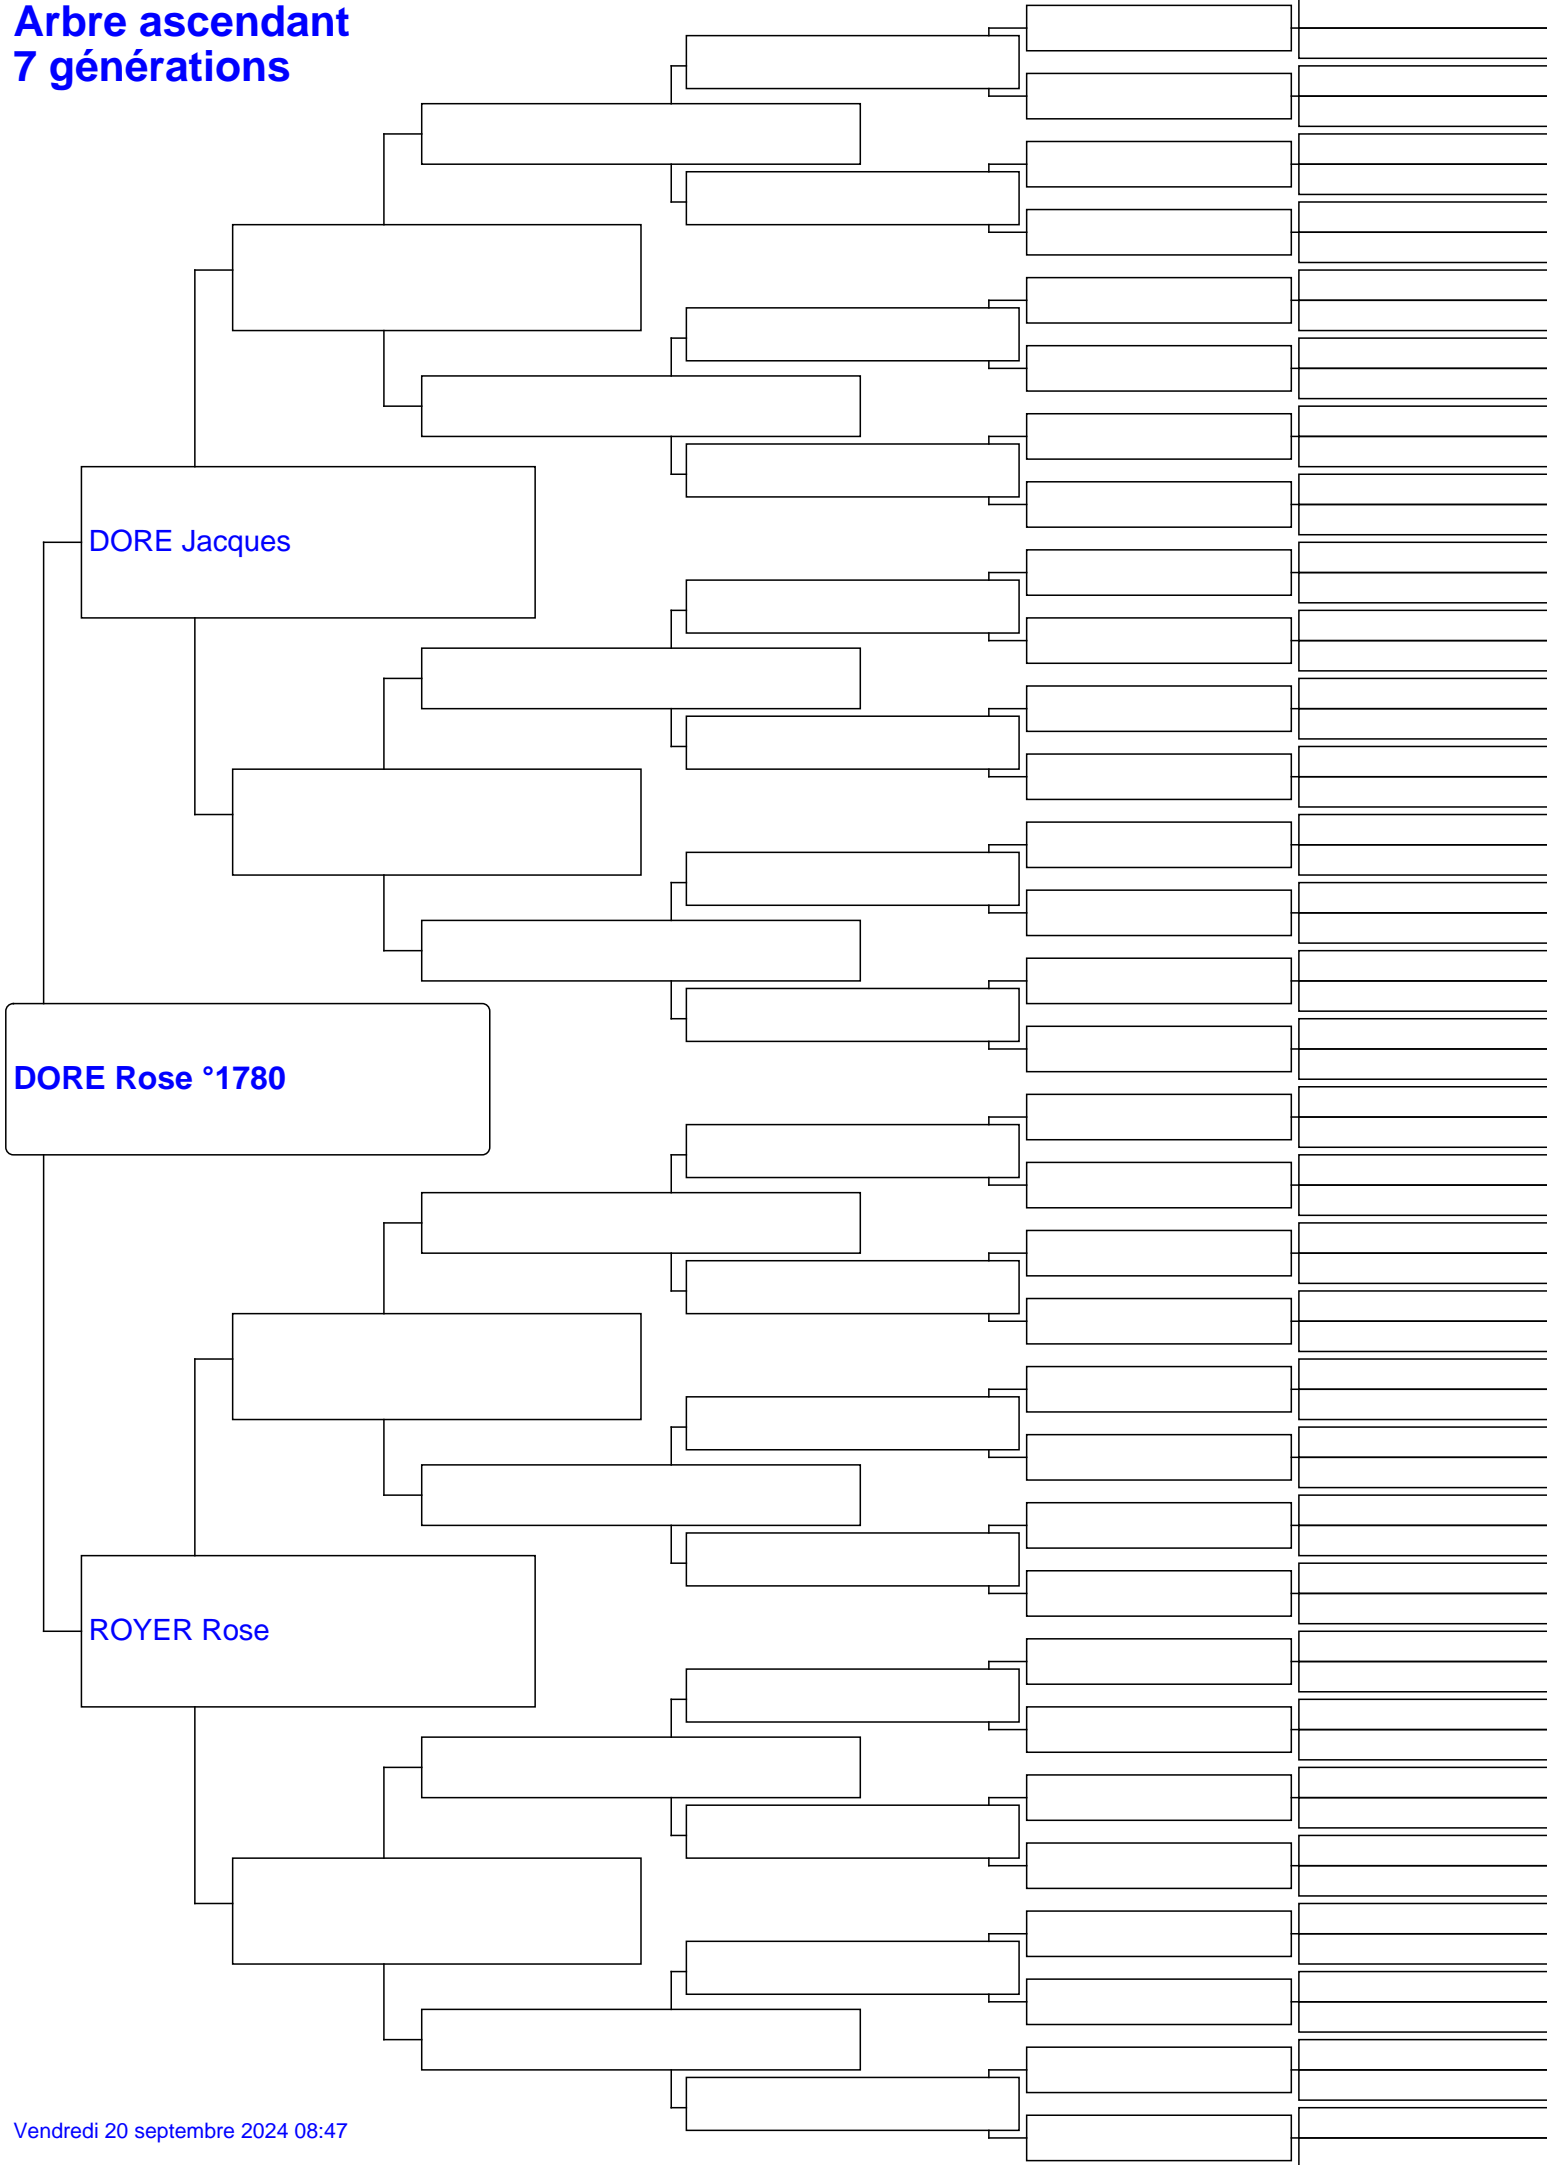 Arbre ascendant
7 générations
DORE Jacques
DORE Rose °1780
ROYER Rose
Vendredi 20 septembre 2024 08:47